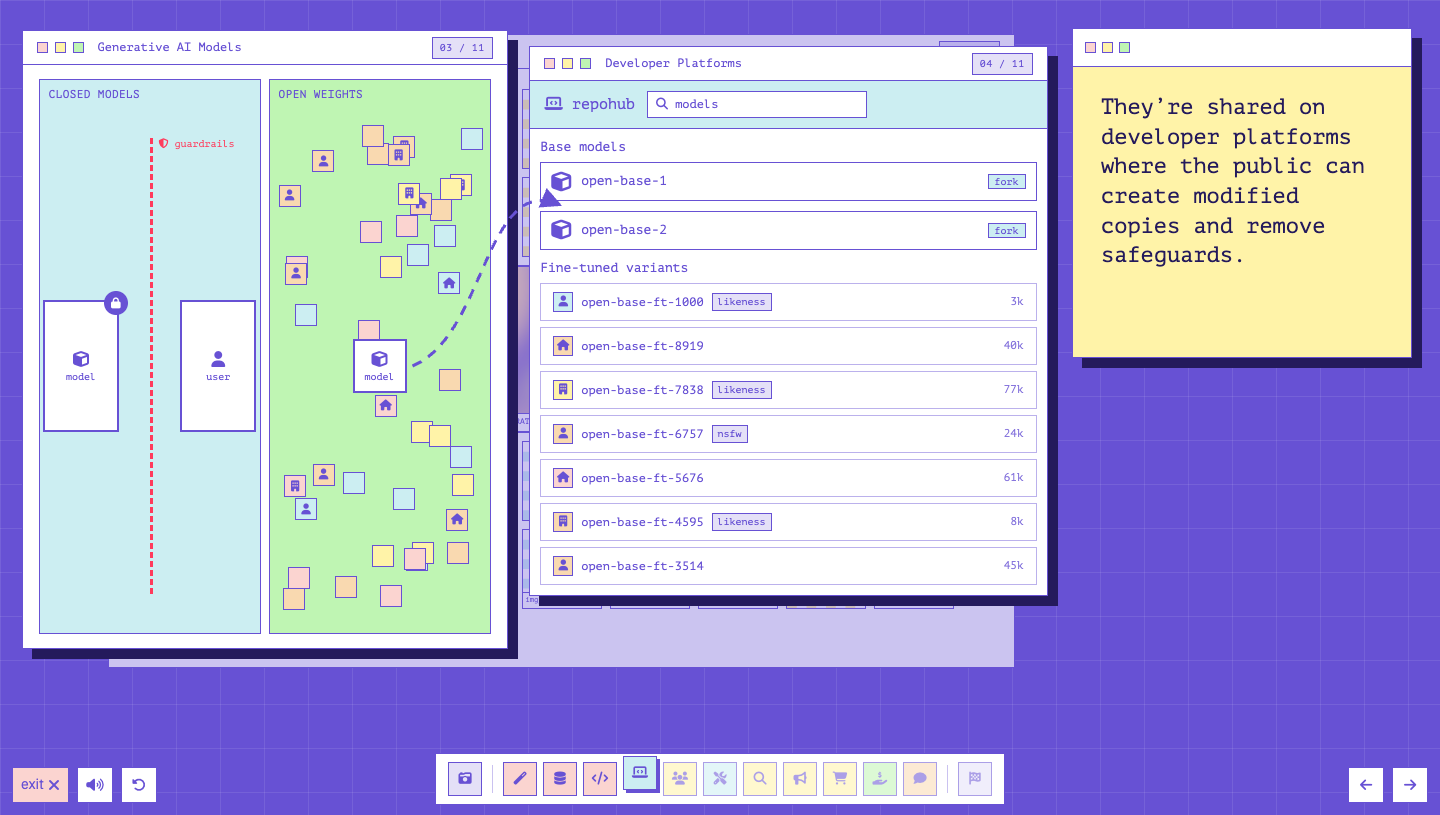 Generative AI Models
03 / 11
CLOSED MODELS
guardrails
model
user
OPEN WEIGHTS
model
Developer Platforms
04 / 11
repohub
models
Base models
open-base-1
fork
open-base-2
fork
Fine-tuned variants
open-base-ft-1000 likeness 3k
open-base-ft-8919 40k
open-base-ft-7838 likeness 77k
open-base-ft-6757 nsfw 24k
open-base-ft-5676 61k
open-base-ft-4595 likeness 8k
open-base-ft-3514 45k
They’re shared on
developer platforms
where the public can
create modified
copies and remove
safeguards.
exit